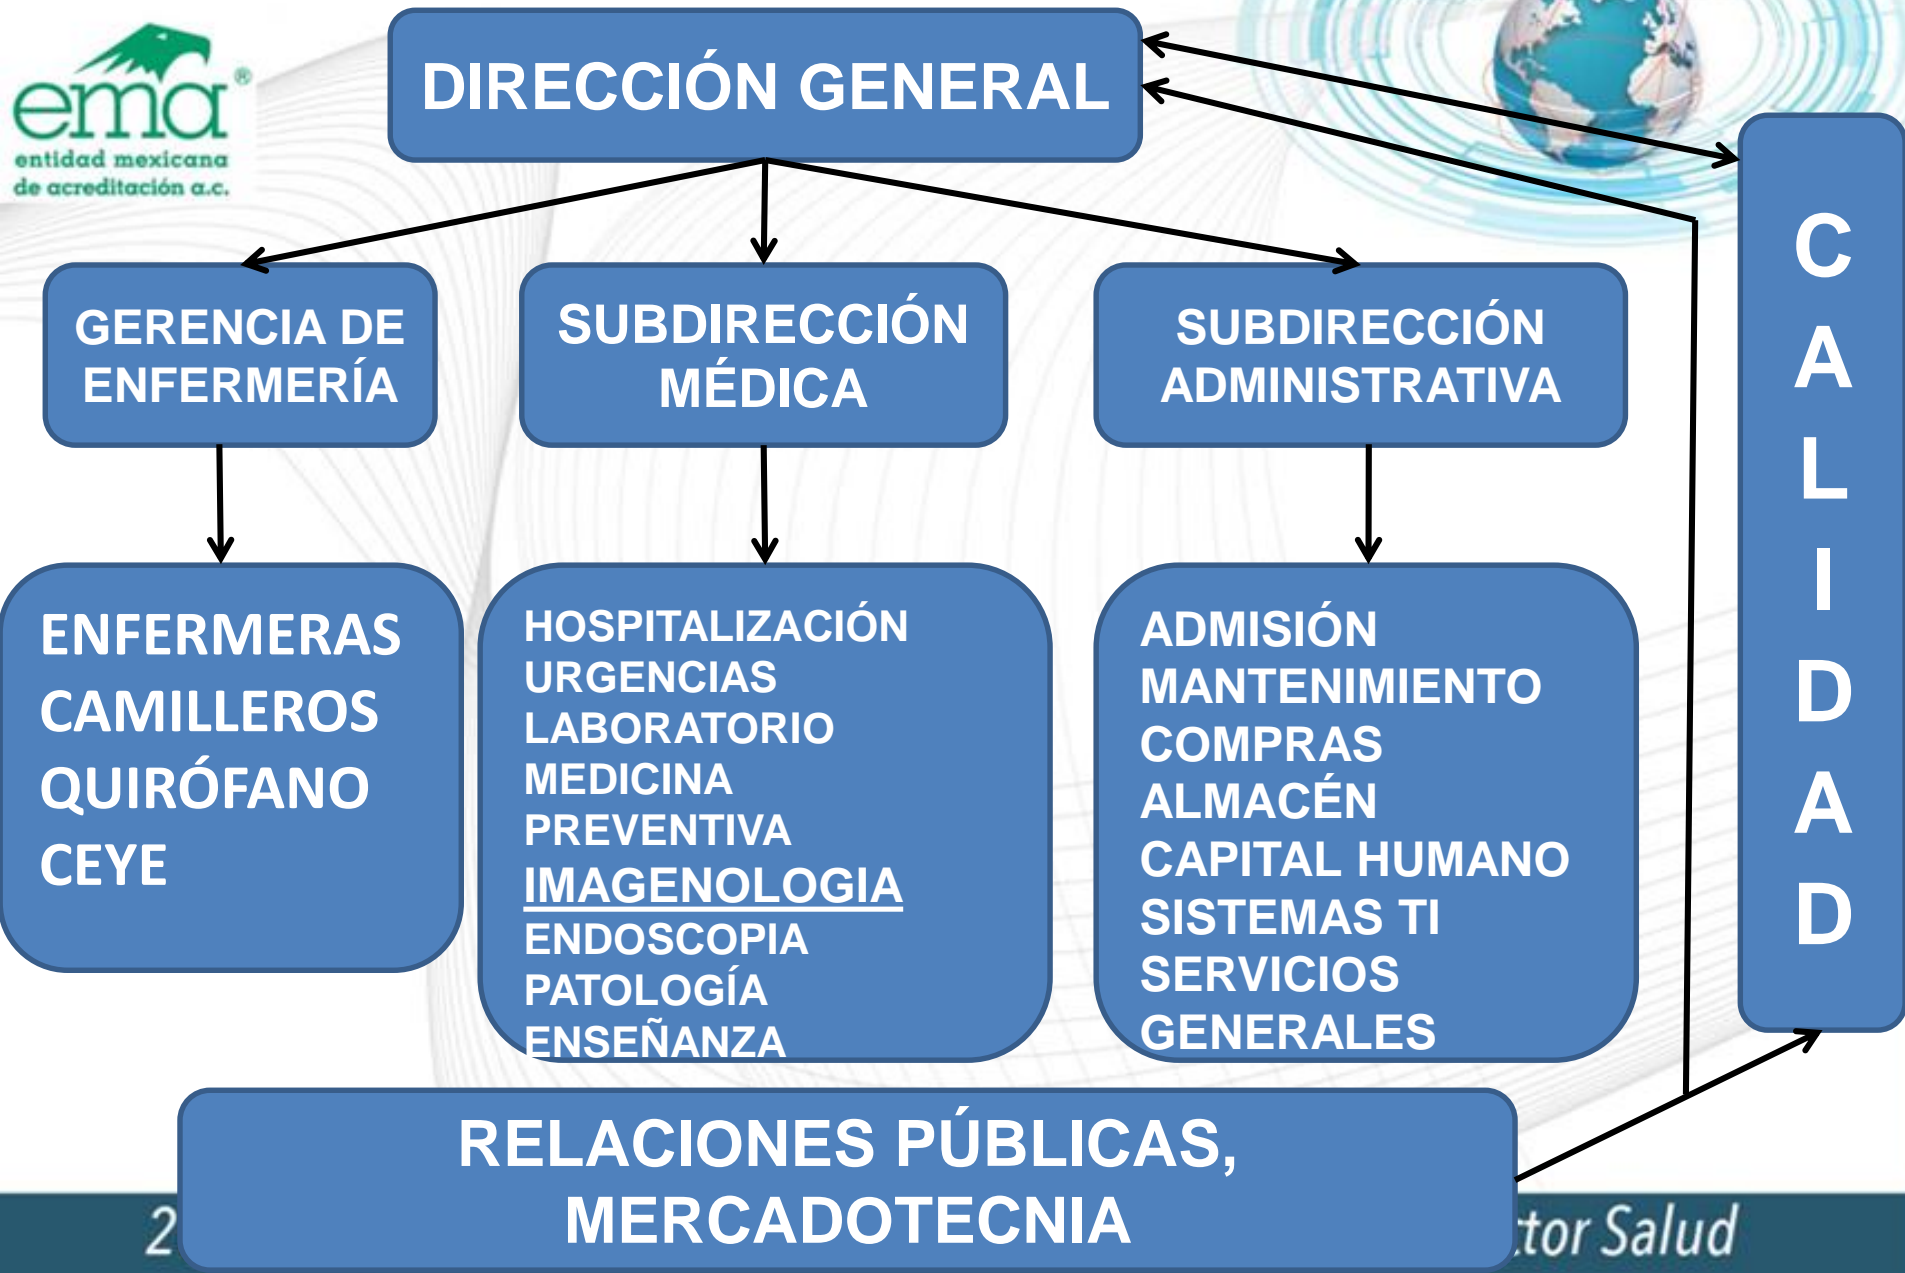 ema®
entidad mexicana
de acreditación a.c.
DIRECCIÓN GENERAL
GERENCIA DE
ENFERMERÍA
SUBDIRECCIÓN
MÉDICA
SUBDIRECCIÓN
ADMINISTRATIVA
C
A
L
I
D
A
D
ENFERMERAS
CAMILLEROS
QUIRÓFANO
CEYE
HOSPITALIZACIÓN
URGENCIAS
LABORATORIO
MEDICINA
PREVENTIVA
IMAGENOLOGIA
ENDOSCOPIA
PATOLOGÍA
ENSEÑANZA
ADMISIÓN
MANTENIMIENTO
COMPRAS
ALMACÉN
CAPITAL HUMANO
SISTEMAS TI
SERVICIOS
GENERALES
RELACIONES PÚBLICAS,
MERCADOTECNIA
2
tor Salud